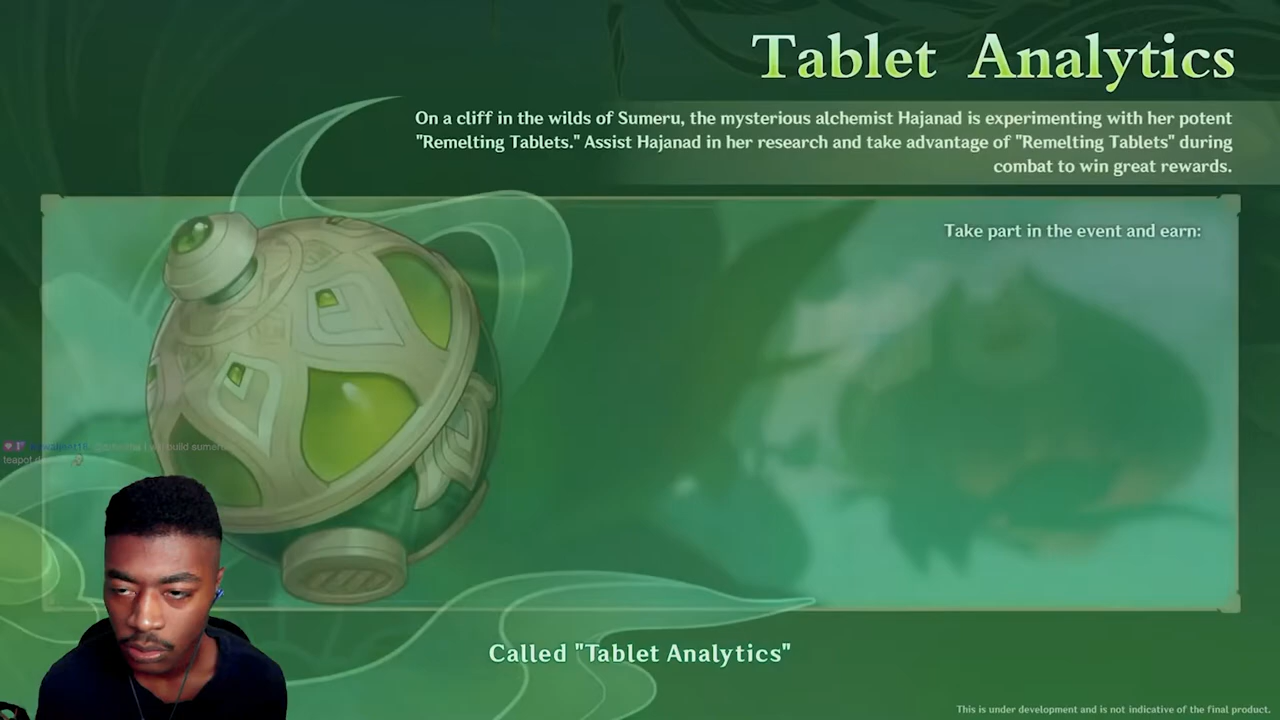 Tablet Analytics
On a cliff in the wilds of Sumeru, the mysterious alchemist Hajanad is experimenting with her potent
"Remelting Tablets." Assist Hajanad in her research and take advantage of "Remelting Tablets" during
combat to win great rewards.
Take part in the event and earn:
build sumeru
teapot
Called "Tablet Analytics"
This is under development and is not indicative of the final product.